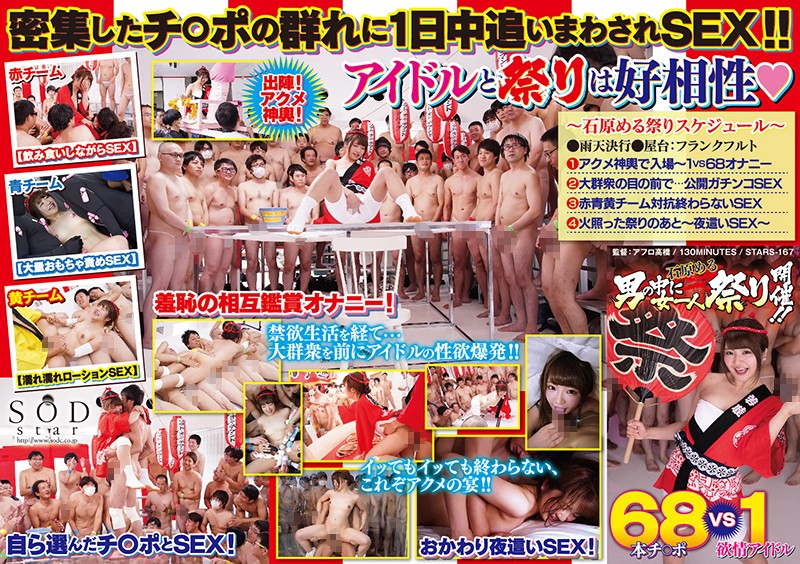 密集したチ〇ポの群れに1日中追いまわされSEX!!
アイドルと祭りは好相性♥
赤チーム
【飲み食いしながらSEX】
出陣!
アクメ
神輿!
青チーム
【大量おもちゃ責めSEX】
黄チーム
【濡れ濡れローションSEX】
～石原める祭りスケジュール～
●雨天決行●屋台:フランクフルト
①アクメ神輿で入場～1vs68オナニー
②大群衆の目の前で…公開ガチンコSEX
③赤青黄チーム対抗終わらないSEX
④火照った祭りのあと～夜這いSEX～
監督:アフロ高橋 / 130MINUTES / STARS-167
石原める
男の中に女一人祭り開催!!
祭
羞恥の相互鑑賞オナニー!
禁欲生活を経て…
大群衆を前にアイドルの性欲爆発!!
SOD
star
http://www.sodc.co.jp
イッてもイッても終わらない、
これぞアクメの宴!!
自ら選んだチ〇ポとSEX!
おかわり夜這いSEX!
68vs1
本チ〇ポ
欲情アイドル